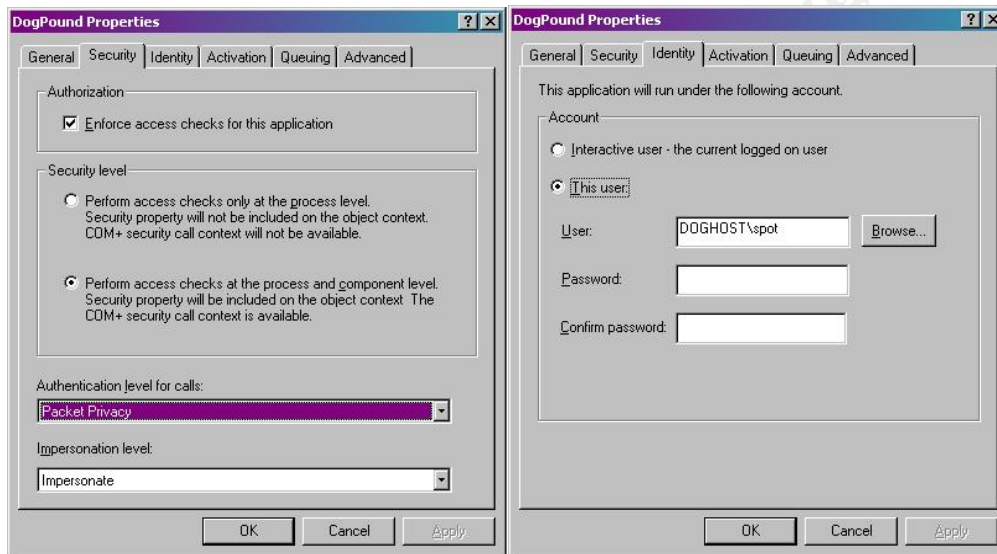 DogPound Properties
General
Security
Identity
Activation
Queuing
Advanced
Authorization
Enforce access checks for this application
Security level
Perform access checks only at the process level.
Security property will not be included on the object context.
COM+ security call context will not be available.
Perform access checks at the process and component level.
Security property will be included on the object context The
COM+ security call context is available.
Authentication level for calls:
Packet Privacy
Impersonation level:
Impersonate
OK
Cancel
Apply
DogPound Properties
General
Security
Identity
Activation
Queuing
Advanced
This application will run under the following account.
Account
Interactive user - the current logged on user
This user:
User:
DOGHOST\spot
Browse...
Password:
Confirm password:
OK
Cancel
Apply